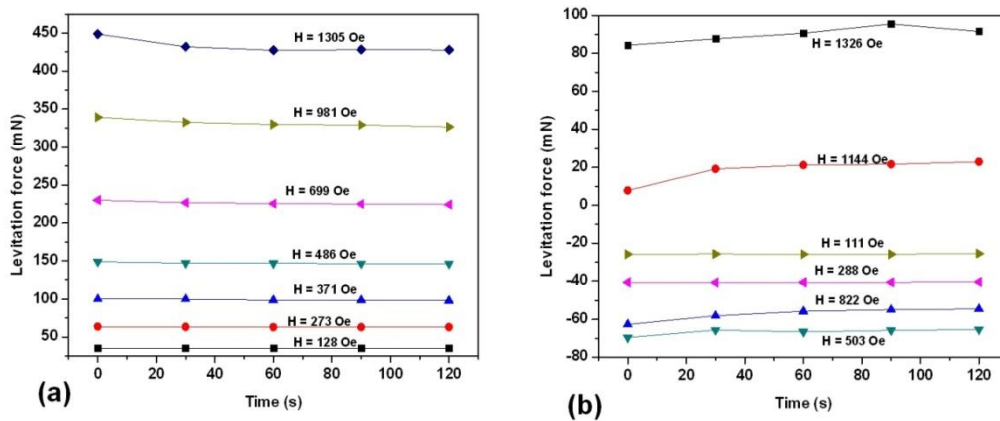 450
400
350
300
250
200
150
100
50
Levitation force (mN)
H = 1305 Oe
H = 981 Oe
H = 699 Oe
H = 486 Oe
H = 371 Oe
H = 273 Oe
H = 128 Oe
0 20 40 60 80 100 120
Time (s)
(a)
100
80
60
40
20
0
-20
-40
-60
-80
Levitation force (mN)
H = 1326 Oe
H = 1144 Oe
H = 111 Oe
H = 288 Oe
H = 822 Oe
H = 503 Oe
0 20 40 60 80 100 120
Time (s)
(b)